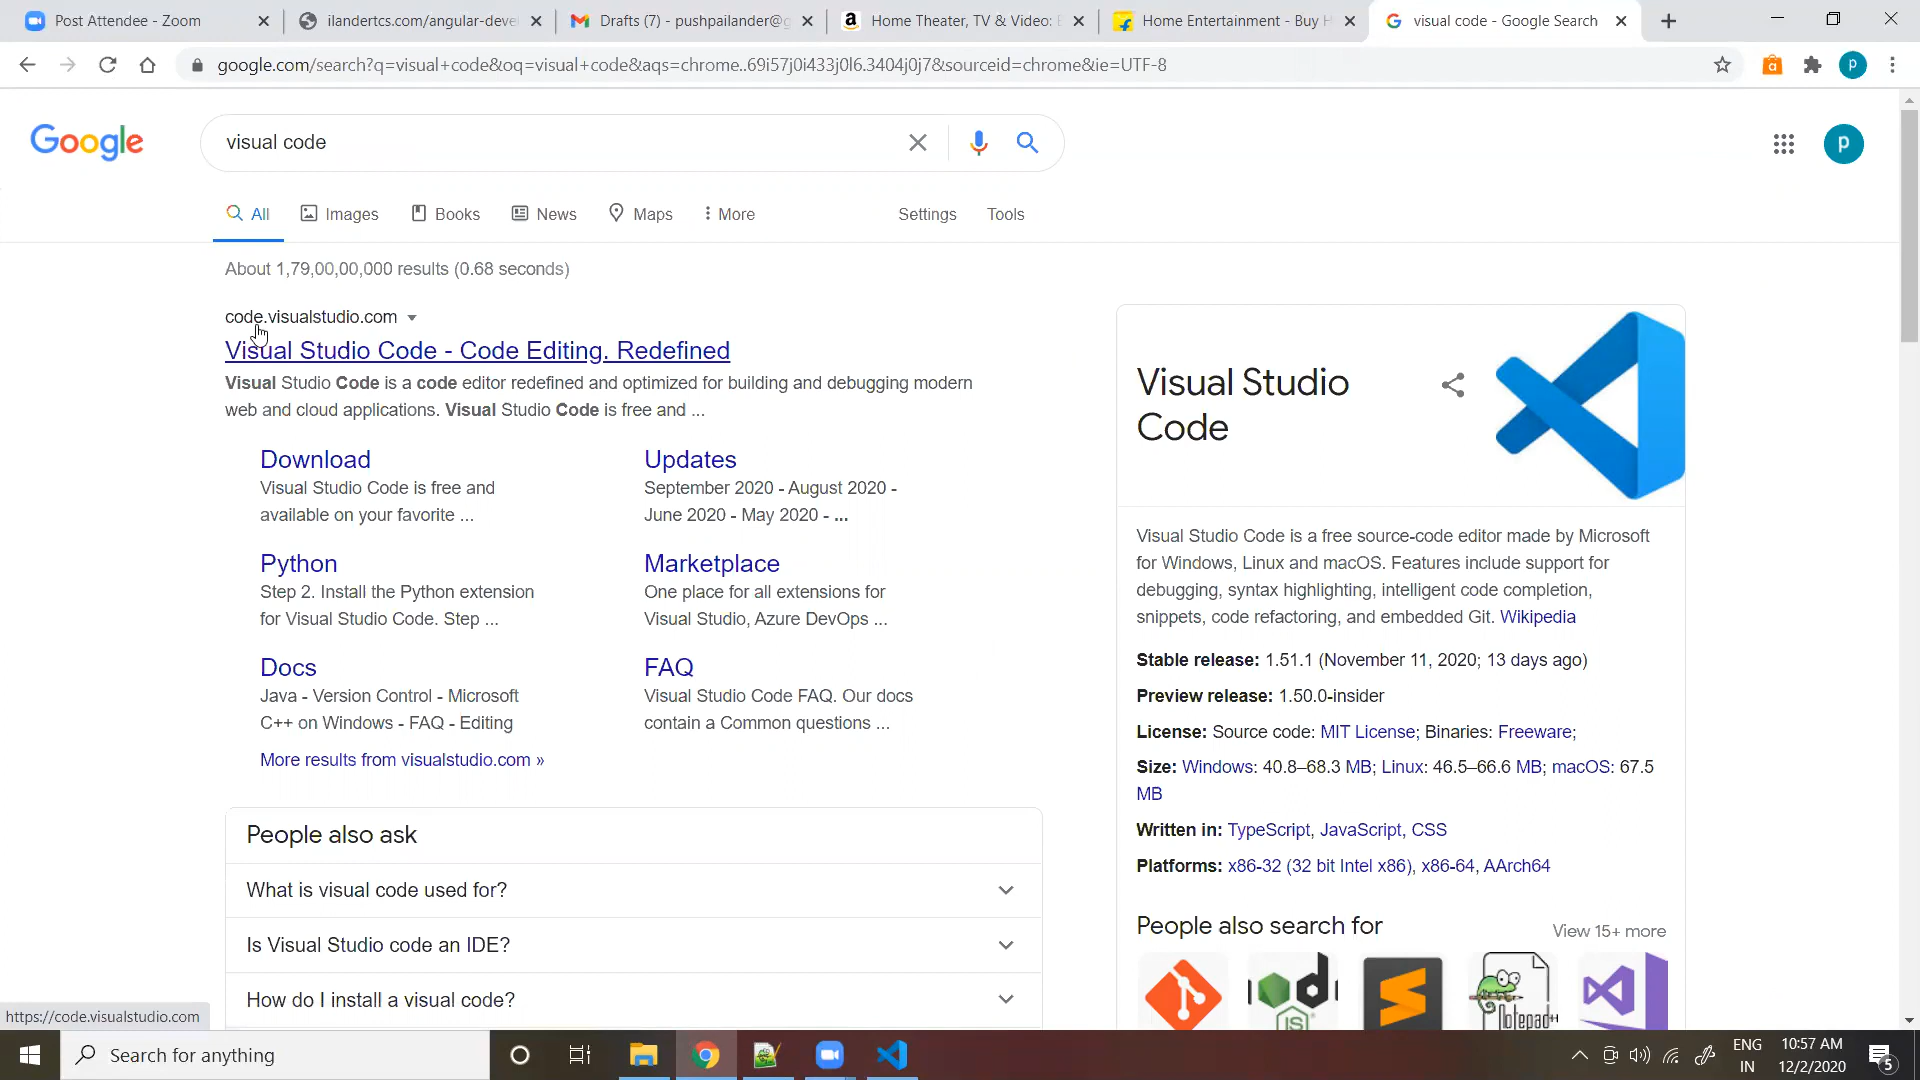 Post Attendee - Zoom
ilandertcs.com/angular-deve
Drafts (7) - pushpailander@g
Home Theater, TV & Video: E
Home Entertainment - Buy H
visual code - Google Search
google.com/search?q=visual+code&oq=visual+code&aqs=chrome..69i57j0i433j0l6.3404j0j7&sourceid=chrome&ie=UTF-8
P
Google
visual code
p
All
Images
Books
News
Maps
More
Settings
Tools
About 1,79,00,00,000 results (0.68 seconds)
code.visualstudio.com
Visual Studio Code - Code Editing. Redefined
Visual Studio Code is a code editor redefined and optimized for building and debugging modern
web and cloud applications. Visual Studio Code is free and ...
Download
Visual Studio Code is free and
available on your favorite ...
Updates
September 2020 - August 2020 -
June 2020 - May 2020 - ...
Python
Step 2. Install the Python extension
for Visual Studio Code. Step ...
Marketplace
One place for all extensions for
Visual Studio, Azure DevOps ...
Docs
Java - Version Control - Microsoft
C++ on Windows - FAQ - Editing
FAQ
Visual Studio Code FAQ. Our docs
contain a Common questions ...
More results from visualstudio.com »
People also ask
What is visual code used for?
Is Visual Studio code an IDE?
How do I install a visual code?
Visual Studio
Code
Visual Studio Code is a free source-code editor made by Microsoft
for Windows, Linux and macOS. Features include support for
debugging, syntax highlighting, intelligent code completion,
snippets, code refactoring, and embedded Git. Wikipedia
Stable release: 1.51.1 (November 11, 2020; 13 days ago)
Preview release: 1.50.0-insider
License: Source code: MIT License; Binaries: Freeware;
Size: Windows: 40.8–68.3 MB; Linux: 46.5–66.6 MB; macOS: 67.5
MB
Written in: TypeScript, JavaScript, CSS
Platforms: x86-32 (32 bit Intel x86), x86-64, AArch64
People also search for
View 15+ more
https://code.visualstudio.com
Search for anything
ENG
IN
10:57 AM
12/2/2020
5